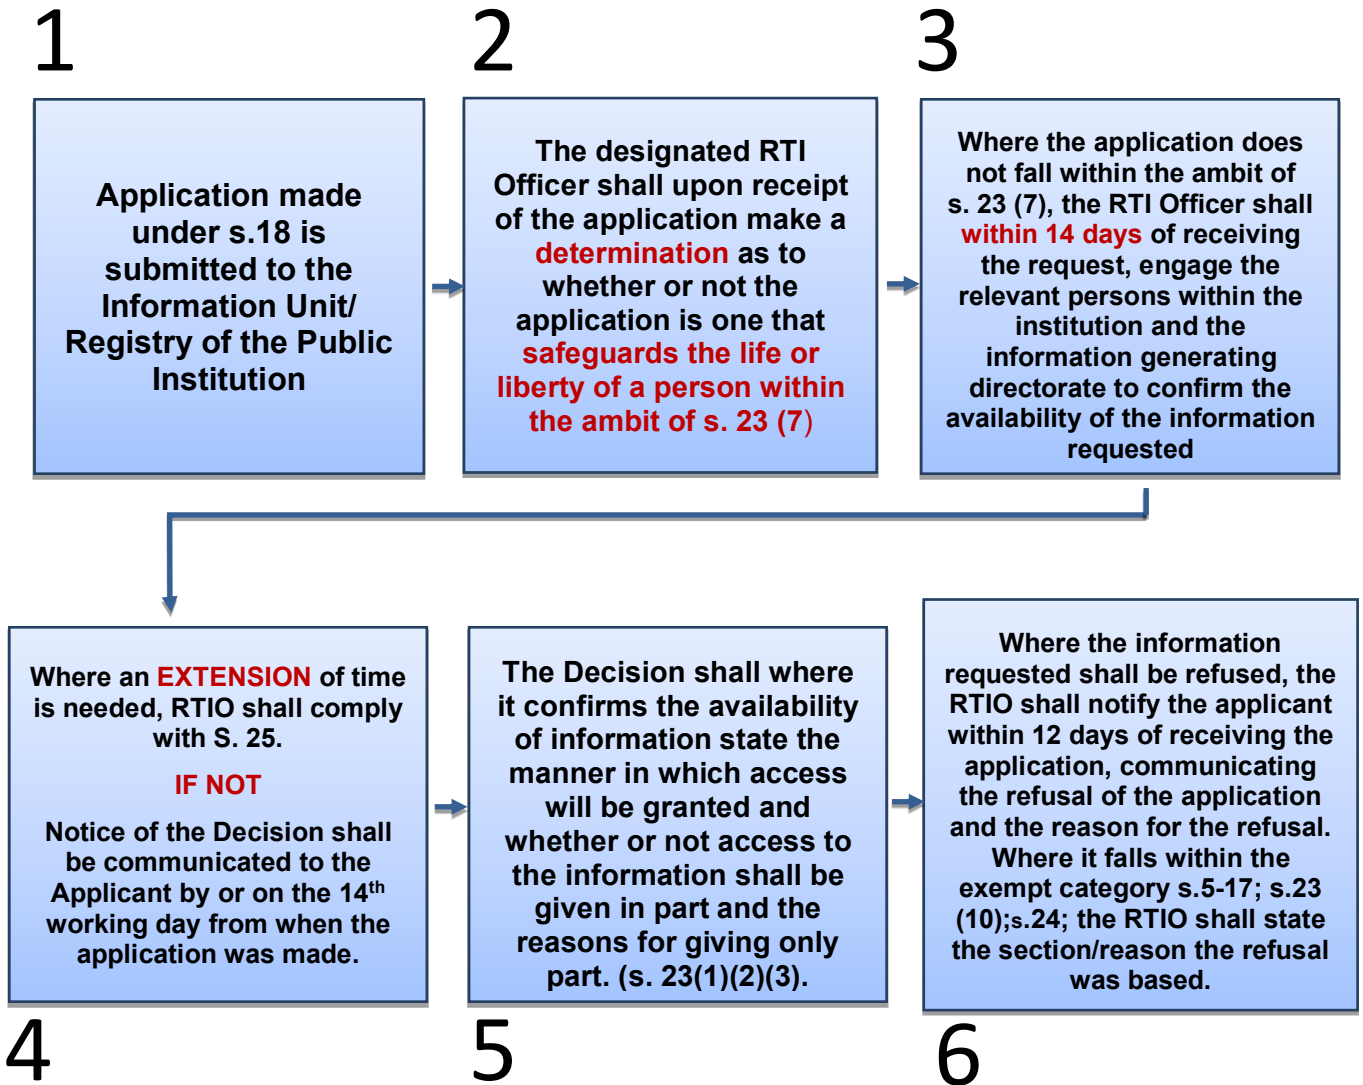 1
Application made
under s.18 is
submitted to the
Information Unit/
Registry of the Public
Institution
2
The designated RTI
Officer shall upon receipt
of the application make a
determination as to
whether or not the
application is one that
safeguards the life or
liberty of a person within
the ambit of s. 23 (7)
3
Where the application does
not fall within the ambit of
s. 23 (7), the RTI Officer shall
within 14 days of receiving
the request, engage the
relevant persons within the
institution and the
information generating
directorate to confirm the
availability of the information
requested
Where an EXTENSION of time
is needed, RTIO shall comply
with S. 25.
IF NOT
Notice of the Decision shall
be communicated to the
Applicant by or on the 14th
working day from when the
application was made.
4
The Decision shall where
it confirms the availability
of information state the
manner in which access
will be granted and
whether or not access to
the information shall be
given in part and the
reasons for giving only
part. (s. 23(1)(2)(3).
5
Where the information
requested shall be refused, the
RTIO shall notify the applicant
within 12 days of receiving the
application, communicating
the refusal of the application
and the reason for the refusal.
Where it falls within the
exempt category s.5-17; s.23
(10);s.24; the RTIO shall state
the section/reason the refusal
was based.
6